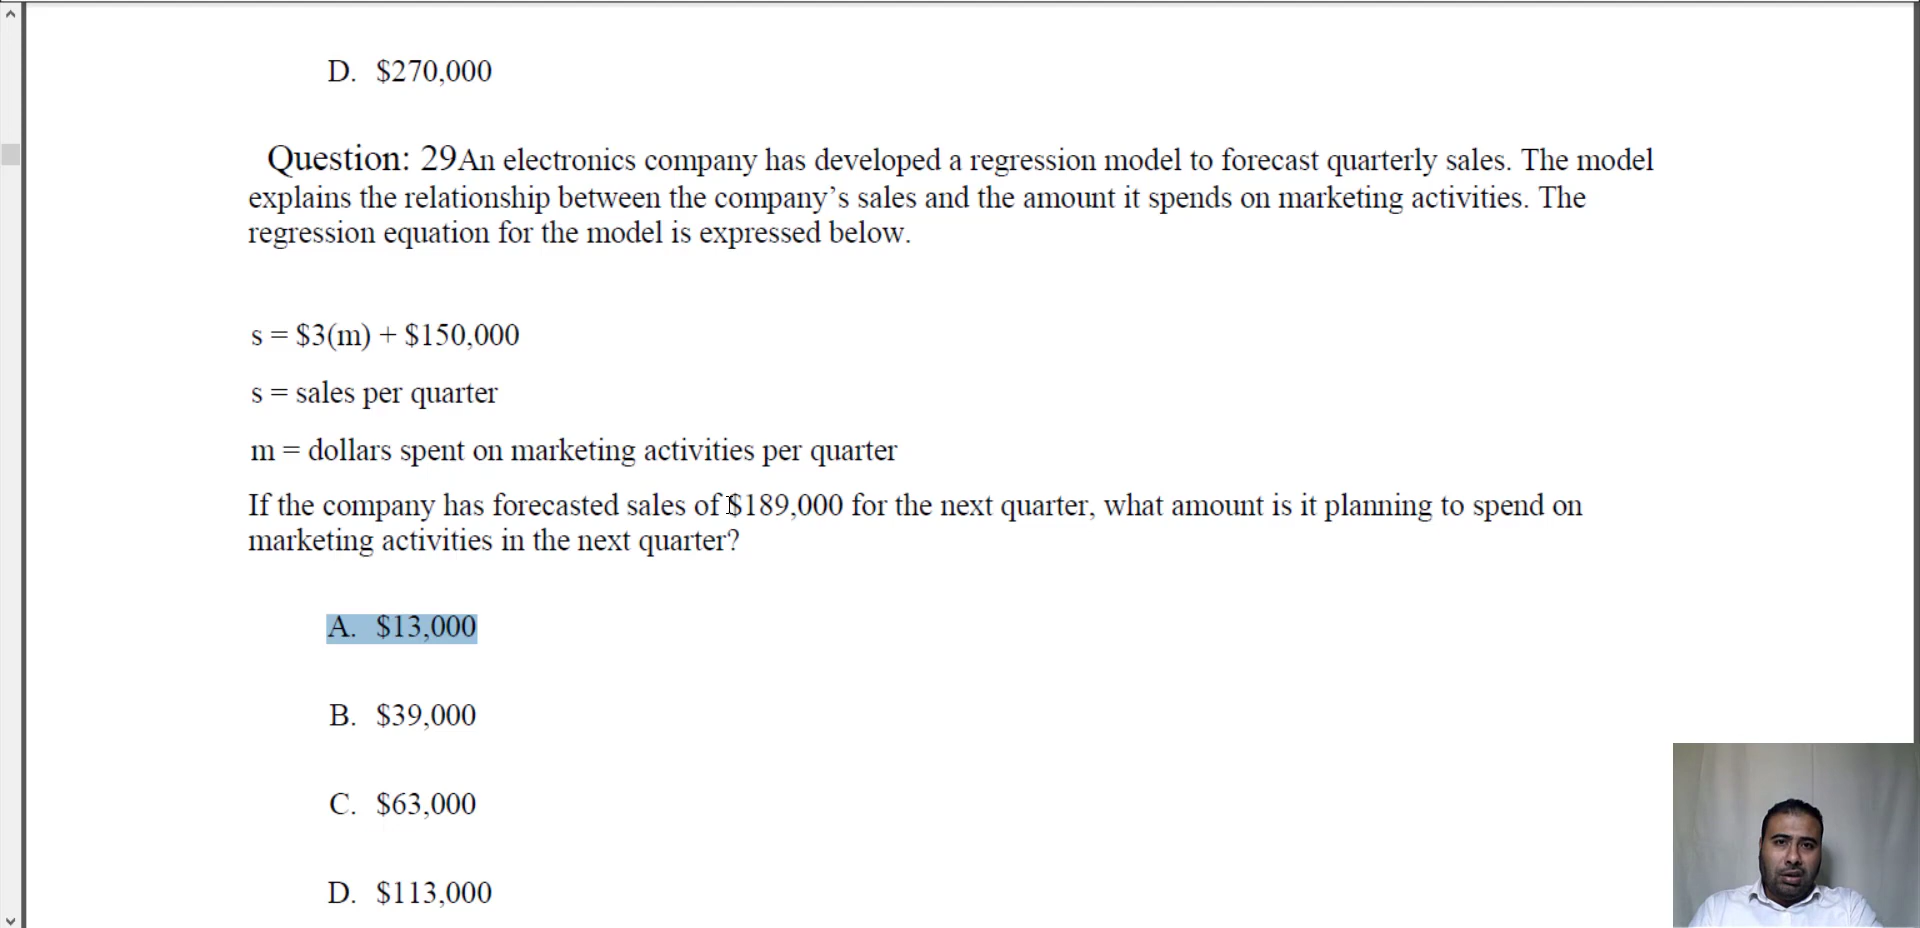 D. $270,000
Question: 29An electronics company has developed a regression model to forecast quarterly sales. The model
explains the relationship between the company’s sales and the amount it spends on marketing activities. The
regression equation for the model is expressed below.
s = $3(m) + $150,000
s = sales per quarter
m = dollars spent on marketing activities per quarter
If the company has forecasted sales of $189,000 for the next quarter, what amount is it planning to spend on
marketing activities in the next quarter?
A. $13,000
B. $39,000
C. $63,000
D. $113,000